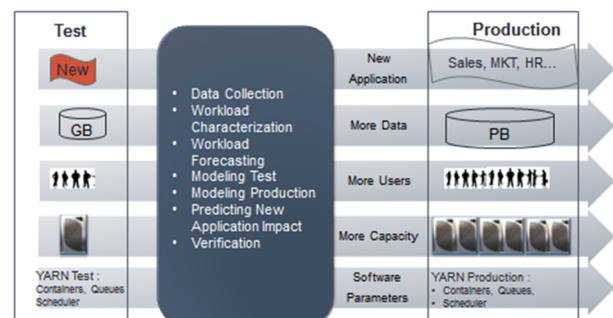 Test
Production
New
New
Application
Sales, MKT, HR...
GB
More Data
PB
• Data Collection
• Workload
Characterization
• Workload
Forecasting
• Modeling Test
• Modeling Production
• Predicting New
Application Impact
• Verification
More Users
More Capacity
YARN Test :
Containers, Queues
Scheduler
Software
Parameters
YARN Production :
• Containers, Queues,
• Scheduler